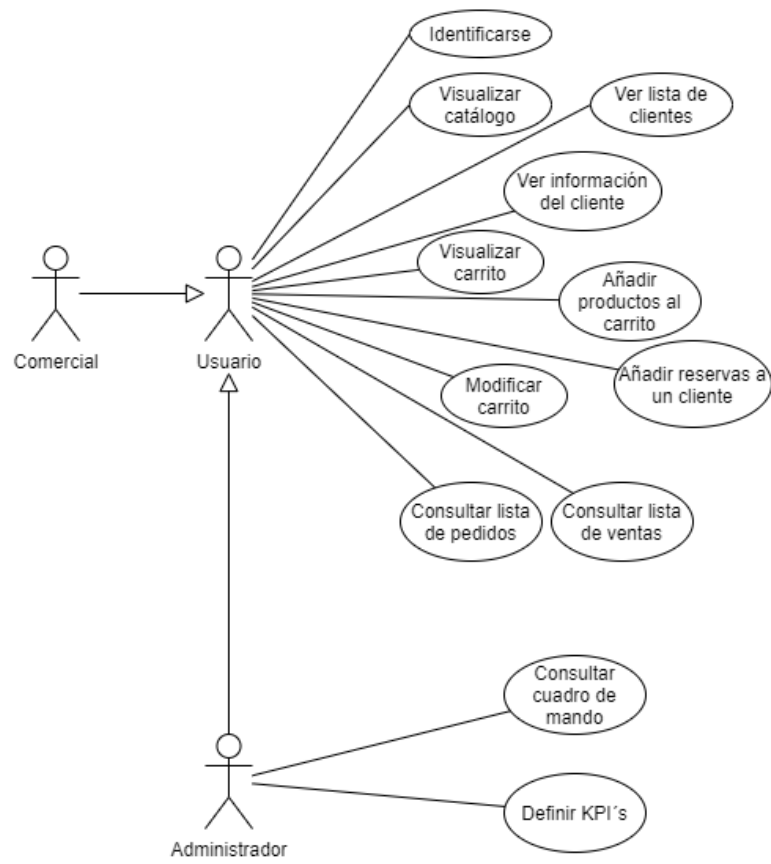 Identificarse
Visualizar
catálogo
Ver lista de
clientes
Ver información
del cliente
Visualizar
carrito
Añadir
productos al
carrito
Comercial
Usuario
Modificar
carrito
Añadir reservas a
un cliente
Consultar lista
de pedidos
Consultar lista
de ventas
Consultar
cuadro de
mando
Definir KPI´s
Administrador